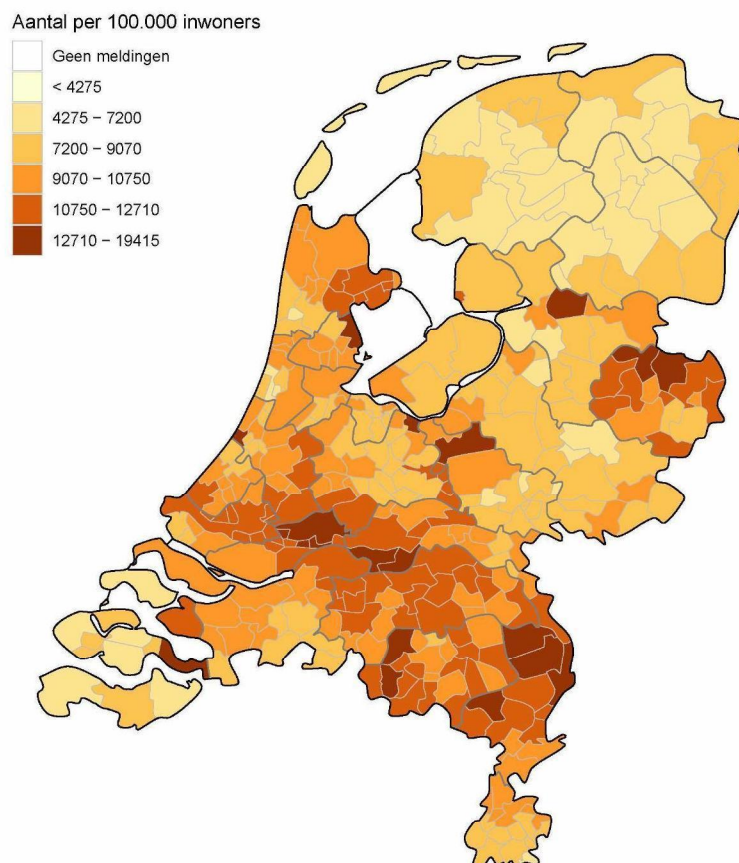 Aantal per 100.000 inwoners
Geen meldingen
< 4275
4275 – 7200
7200 – 9070
9070 – 10750
10750 – 12710
12710 – 19415